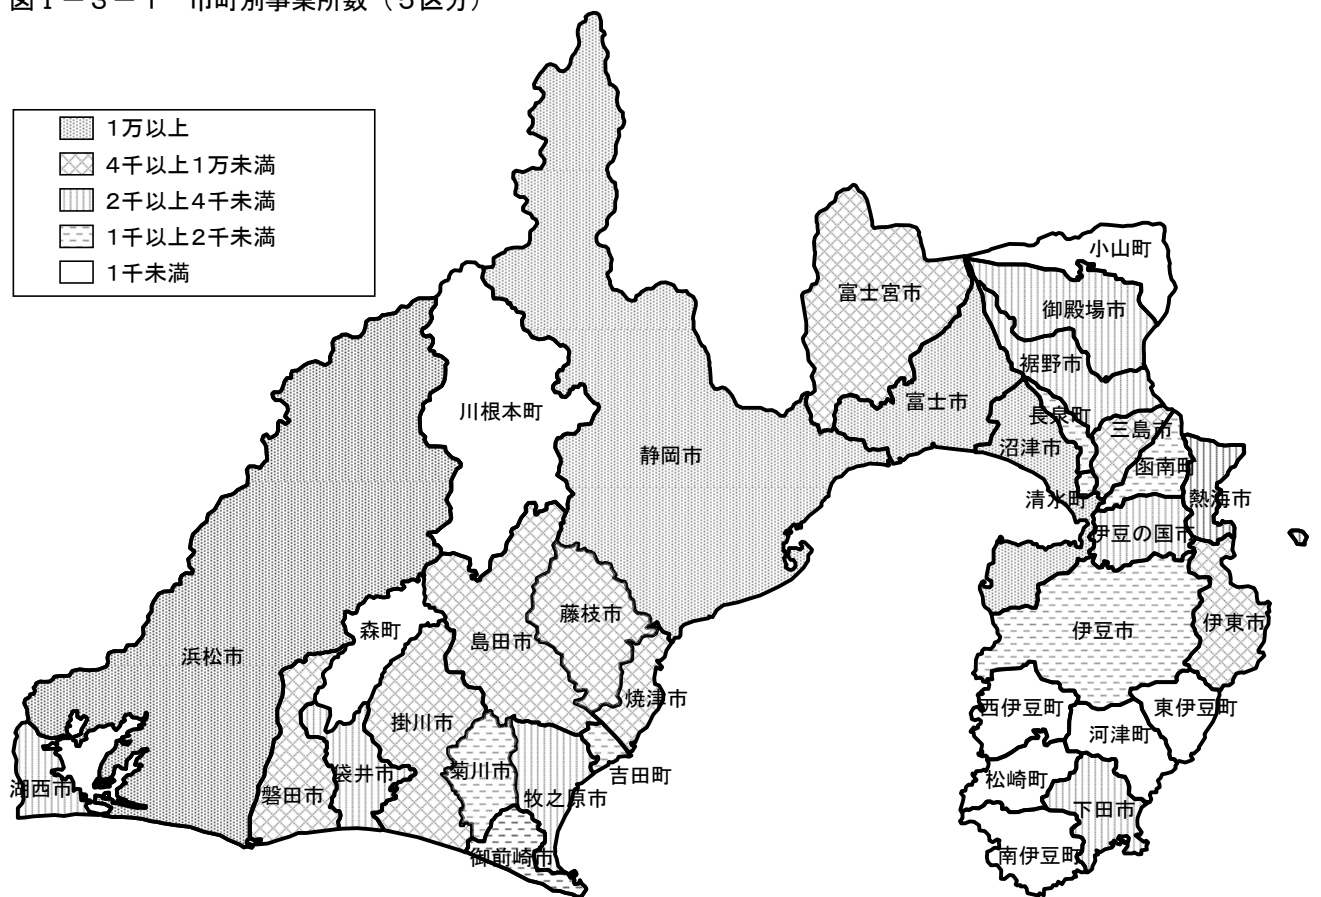 図Ⅰ－３－１ 市町別事業所数（５区分）
１万以上
４千以上１万未満
２千以上４千未満
１千以上２千未満
１千未満
小山町
富士宮市
御殿場市
裾野市
川根本町
富士市
長泉町
三島市
沼津市
静岡市
函南町
清水町
熱海市
伊豆の国市
藤枝市
森町
島田市
伊豆市
伊東市
浜松市
焼津市
西伊豆町
東伊豆町
掛川市
河津町
菊川市
袋井市
吉田町
松崎町
湖西市
磐田市
牧之原市
下田市
御前崎市
南伊豆町